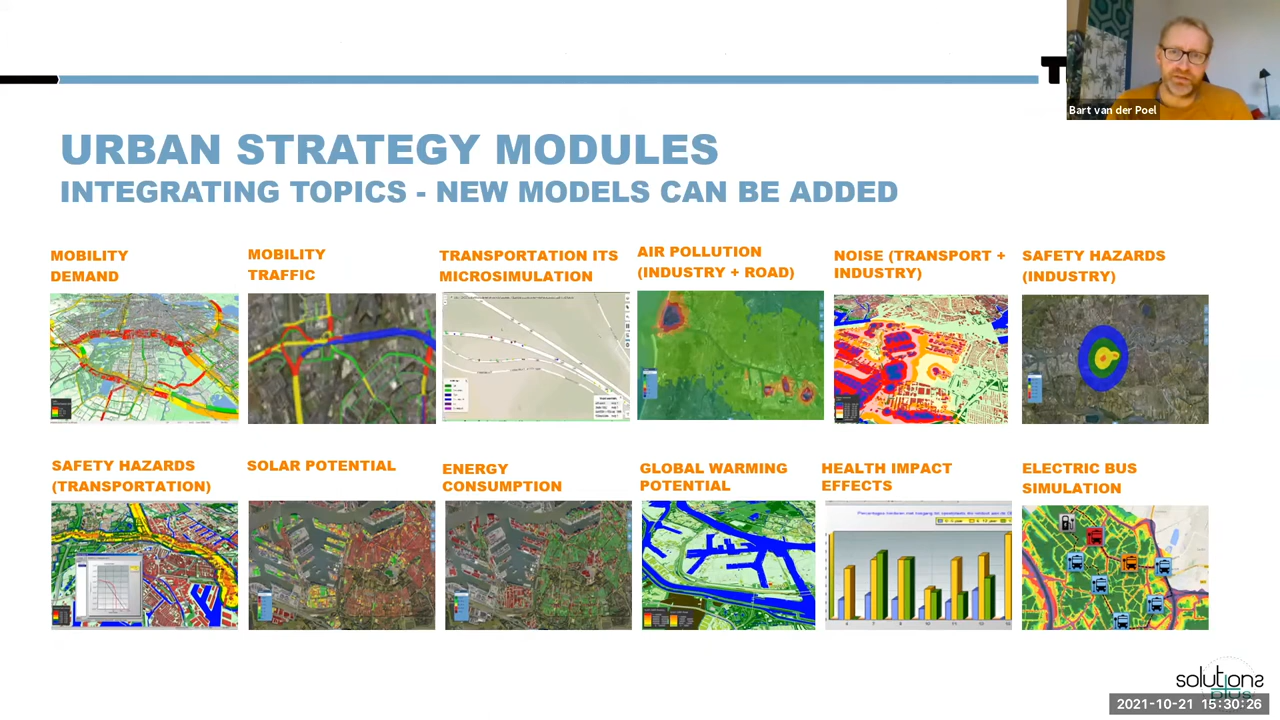 T
Bart van der Poel
URBAN STRATEGY MODULES
INTEGRATING TOPICS - NEW MODELS CAN BE ADDED
MOBILITY
DEMAND
MOBILITY
TRAFFIC
TRANSPORTATION ITS
MICROSIMULATION
AIR POLLUTION
(INDUSTRY + ROAD)
NOISE (TRANSPORT +
INDUSTRY)
SAFETY HAZARDS
(INDUSTRY)
SAFETY HAZARDS
(TRANSPORTATION)
SOLAR POTENTIAL
ENERGY
CONSUMPTION
GLOBAL WARMING
POTENTIAL
HEALTH IMPACT
EFFECTS
ELECTRIC BUS
SIMULATION
solutions
plus
2021-10-21 15:30:26